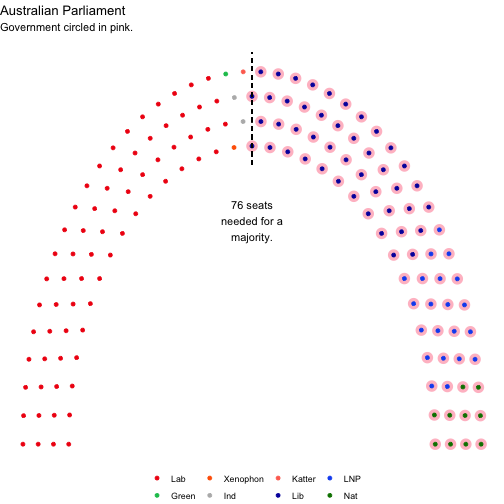 Australian Parliament
Government circled in pink.
76 seats
needed for a
majority.
Lab Xenophon Katter LNP
Green Ind Lib Nat